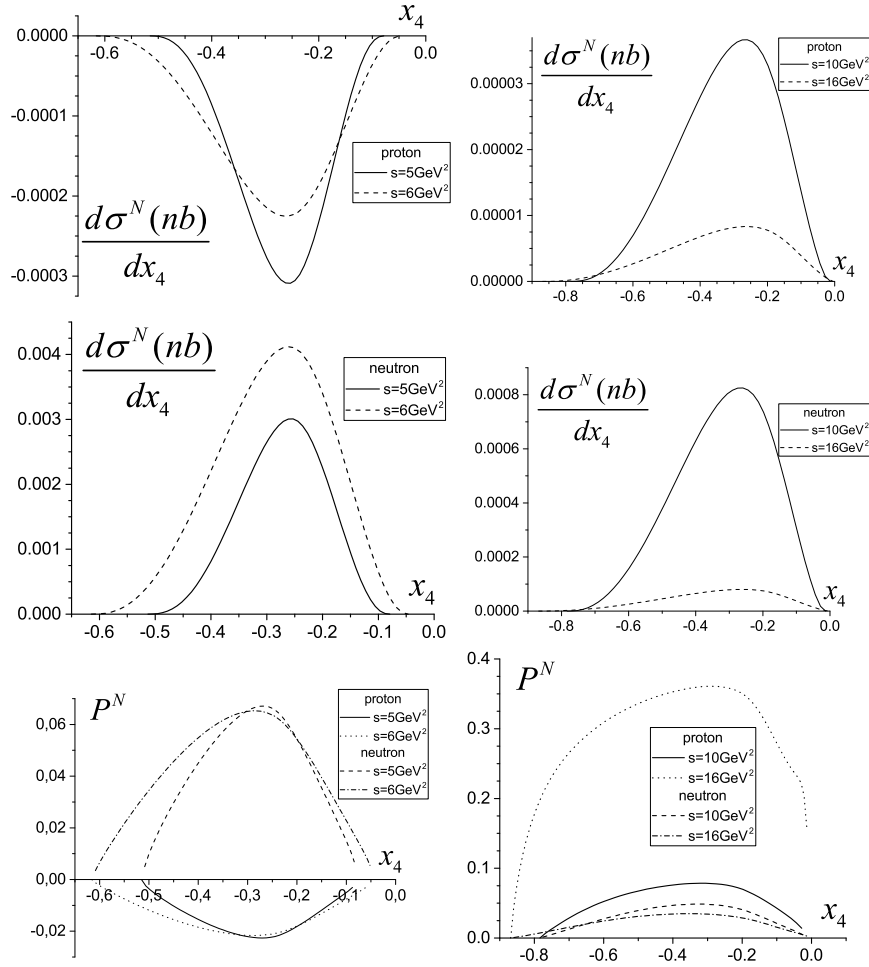 x₄
-0.6 -0.4 -0.2 0.0
0.0000
-0.0001
-0.0002
-0.0003
proton
s=5GeV²
s=6GeV²
dσᴺ(nb)
dx₄
dσᴺ(nb)
dx₄
proton
s=10GeV²
s=16GeV²
0.00003
0.00002
0.00001
0.00000
x₄
-0.8 -0.6 -0.4 -0.2 0.0
0.004
0.003
0.002
0.001
0.000
dσᴺ(nb)
dx₄
neutron
s=5GeV²
s=6GeV²
x₄
-0.6 -0.5 -0.4 -0.3 -0.2 -0.1 0.0
0.0008
0.0006
0.0004
0.0002
0.0000
dσᴺ(nb)
dx₄
neutron
s=10GeV²
s=16GeV²
x₄
-0.8 -0.6 -0.4 -0.2 0.0
Pᴺ
0,06
0,04
0,02
0,00
-0,02
proton
s=5GeV²
s=6GeV²
neutron
s=5GeV²
s=6GeV²
x₄
-0,6 -0,5 -0,4 -0,3 -0,2 -0,1 0,0
0.4
0.3
0.2
0.1
0.0
Pᴺ
proton
s=10GeV²
s=16GeV²
neutron
s=10GeV²
s=16GeV²
x₄
-0.8 -0.6 -0.4 -0.2 0.0